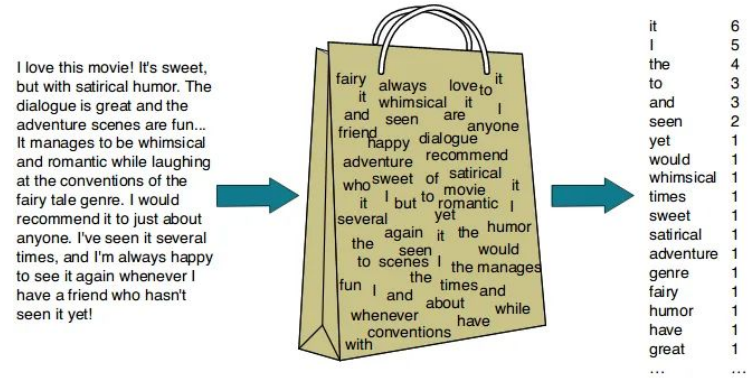 I love this movie! It's sweet,
but with satirical humor. The
dialogue is great and the
adventure scenes are fun...
It manages to be whimsical
and romantic while laughing
at the conventions of the
fairy tale genre. I would
recommend it to just about
anyone. I've seen it several
times, and I'm always happy
to see it again whenever I
have a friend who hasn't
seen it yet!
fairy always love to it
it whimsical it I
and seen are anyone
friend happy dialogue
adventure recommend
who sweet of satirical
it I but to movie it
romantic I
several yet
again it the humor
the seen would
to scenes I the manages
fun I and the times and
about while
whenever have
conventions
with
it 6
I 5
the 4
to 3
and 3
seen 2
yet 1
would 1
whimsical 1
times 1
sweet 1
satirical 1
adventure 1
genre 1
fairy 1
humor 1
have 1
great 1
... ...